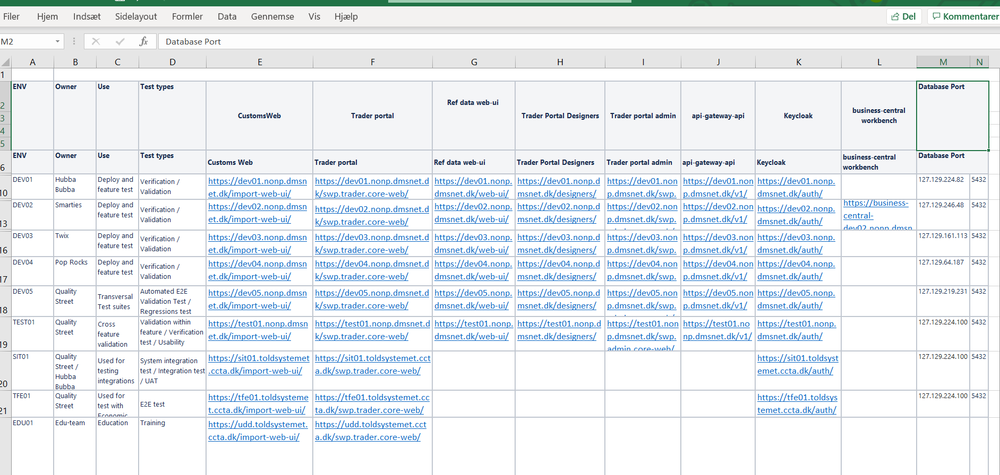 Filer Hjem Indsæt Sidelayout Formler Data Gennemse Vis Hjælp Del Kommentarer
M2 fx Database Port
A B C D E F G H I J K L M N
1
2
3
4
5
ENV Owner Use Test types CustomsWeb Trader portal Ref data web-ui Trader Portal Designers Trader portal admin api-gateway-api Keycloak business-central workbench Database Port
6 ENV Owner Use Test types Customs Web Trader portal Ref data web-ui Trader Portal Designers Trader portal admin api-gateway-api Keycloak business-central workbench Database Port
10 DEV01 Hubba Bubba Deploy and feature test Verification / Validation https://dev01.nonp.dmsnet.dk/import-web-ui/ https://dev01.nonp.dmsnet.dk/swp.trader.core-web/ https://dev01.nonp.dmsnet.dk/web-ui/ https://dev01.nonp.dmsnet.dk/designers/ https://dev01.nonp.dmsnet.dk/swp. https://dev01.nonp.dmsnet.dk/v1/ https://dev01.nonp.dmsnet.dk/auth/ 127.129.224.82 5432
13 DEV02 Smarties Deploy and feature test Verification / Validation https://dev02.nonp.dmsnet.dk/import-web-ui/ https://dev02.nonp.dmsnet.dk/swp.trader.core-web/ https://dev02.nonp.dmsnet.dk/web-ui/ https://dev02.nonp.dmsnet.dk/designers/ https://dev02.nonp.dmsnet.dk/swp. https://dev02.nonp.dmsnet.dk/v1/ https://dev02.nonp.dmsnet.dk/auth/ https://business-central-dev02.nonp.dmsn 127.129.246.48 5432
16 DEV03 Twix Deploy and feature test Verification / Validation https://dev03.nonp.dmsnet.dk/import-web-ui/ https://dev03.nonp.dmsnet.dk/swp.trader.core-web/ https://dev03.nonp.dmsnet.dk/web-ui/ https://dev03.nonp.dmsnet.dk/designers/ https://dev03.nonp.dmsnet.dk/swp. https://dev03.nonp.dmsnet.dk/v1/ https://dev03.nonp.dmsnet.dk/auth/ 127.129.161.113 5432
17 DEV04 Pop Rocks Deploy and feature test Verification / Validation https://dev04.nonp.dmsnet.dk/import-web-ui/ https://dev04.nonp.dmsnet.dk/swp.trader.core-web/ https://dev04.nonp.dmsnet.dk/web-ui/ https://dev04.nonp.dmsnet.dk/designers/ https://dev04.nonp.dmsnet.dk/swp. https://dev04.nonp.dmsnet.dk/v1/ https://dev04.nonp.dmsnet.dk/auth/ 127.129.64.187 5432
18 DEV05 Quality Street Transversal Test suites Automated E2E Validation Test / Regressions test https://dev05.nonp.dmsnet.dk/import-web-ui/ https://dev05.nonp.dmsnet.dk/swp.trader.core-web/ https://dev05.nonp.dmsnet.dk/web-ui/ https://dev05.nonp.dmsnet.dk/designers/ https://dev05.nonp.dmsnet.dk/swp. https://dev05.nonp.dmsnet.dk/v1/ https://dev05.nonp.dmsnet.dk/auth/ 127.129.219.231 5432
19 TEST01 Quality Street Cross feature validation Validation within feature / Verification test / Usability https://test01.nonp.dmsnet.dk/import-web-ui/ https://test01.nonp.dmsnet.dk/swp.trader.core-web/ https://test01.nonp.dmsnet.dk/web-ui/ https://test01.nonp.dmsnet.dk/designers/ https://test01.nonp.dmsnet.dk/swp.admin.core-web/ https://test01.nonp.dmsnet.dk/v1/ https://test01.nonp.dmsnet.dk/auth/ 127.129.224.100 5432
20 SIT01 Quality Street / Hubba Bubba Used for testing integrations System integration test / Integration test / UAT https://sit01.toldsystemet.ccta.dk/import-web-ui/ https://sit01.toldsystemet.ccta.dk/swp.trader.core-web/ https://sit01.toldsystemet.ccta.dk/auth/ 127.129.224.100 5432
21 TFE01 Quality Street Used for test with Economic E2E test https://tfe01.toldsystemet.ccta.dk/import-web-ui/ https://tfe01.toldsystemet.ccta.dk/swp.trader.core-web/ https://tfe01.toldsystemet.ccta.dk/auth/ 127.129.224.100 5432
EDU01 Edu-team Education Training https://udd.toldsystemet.ccta.dk/import-web-ui/ https://udd.toldsystemet.ccta.dk/swp.trader.core-web/